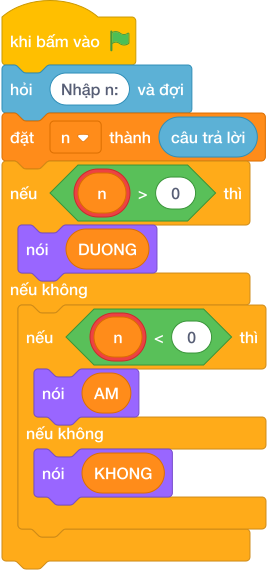 khi bấm vào
hỏi Nhập n: và đợi
đặt n thành câu trả lời
nếu n > 0 thì
nói DUONG
nếu không
nếu n < 0 thì
nói AM
nếu không
nói KHONG